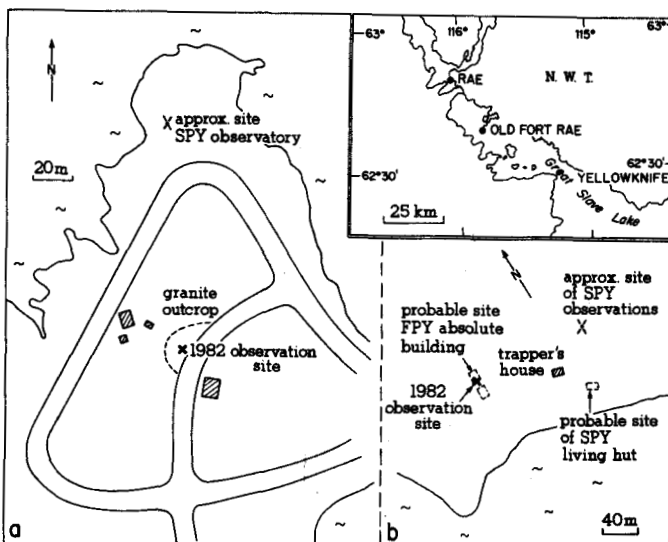 N
approx. site
SPY observatory
20m
granite
outcrop
1982 observation
site
a
63°
116°
115°
63°
RAE
N. W. T.
OLD FORT RAE
62°30'
62°30'
YELLOWKNIFE
Great Slave Lake
25 km
N
approx. site
of SPY
observations
probable site
FPY absolute
building
trapper's
house
1982
observation
site
probable site
of SPY
living hut
b
40m